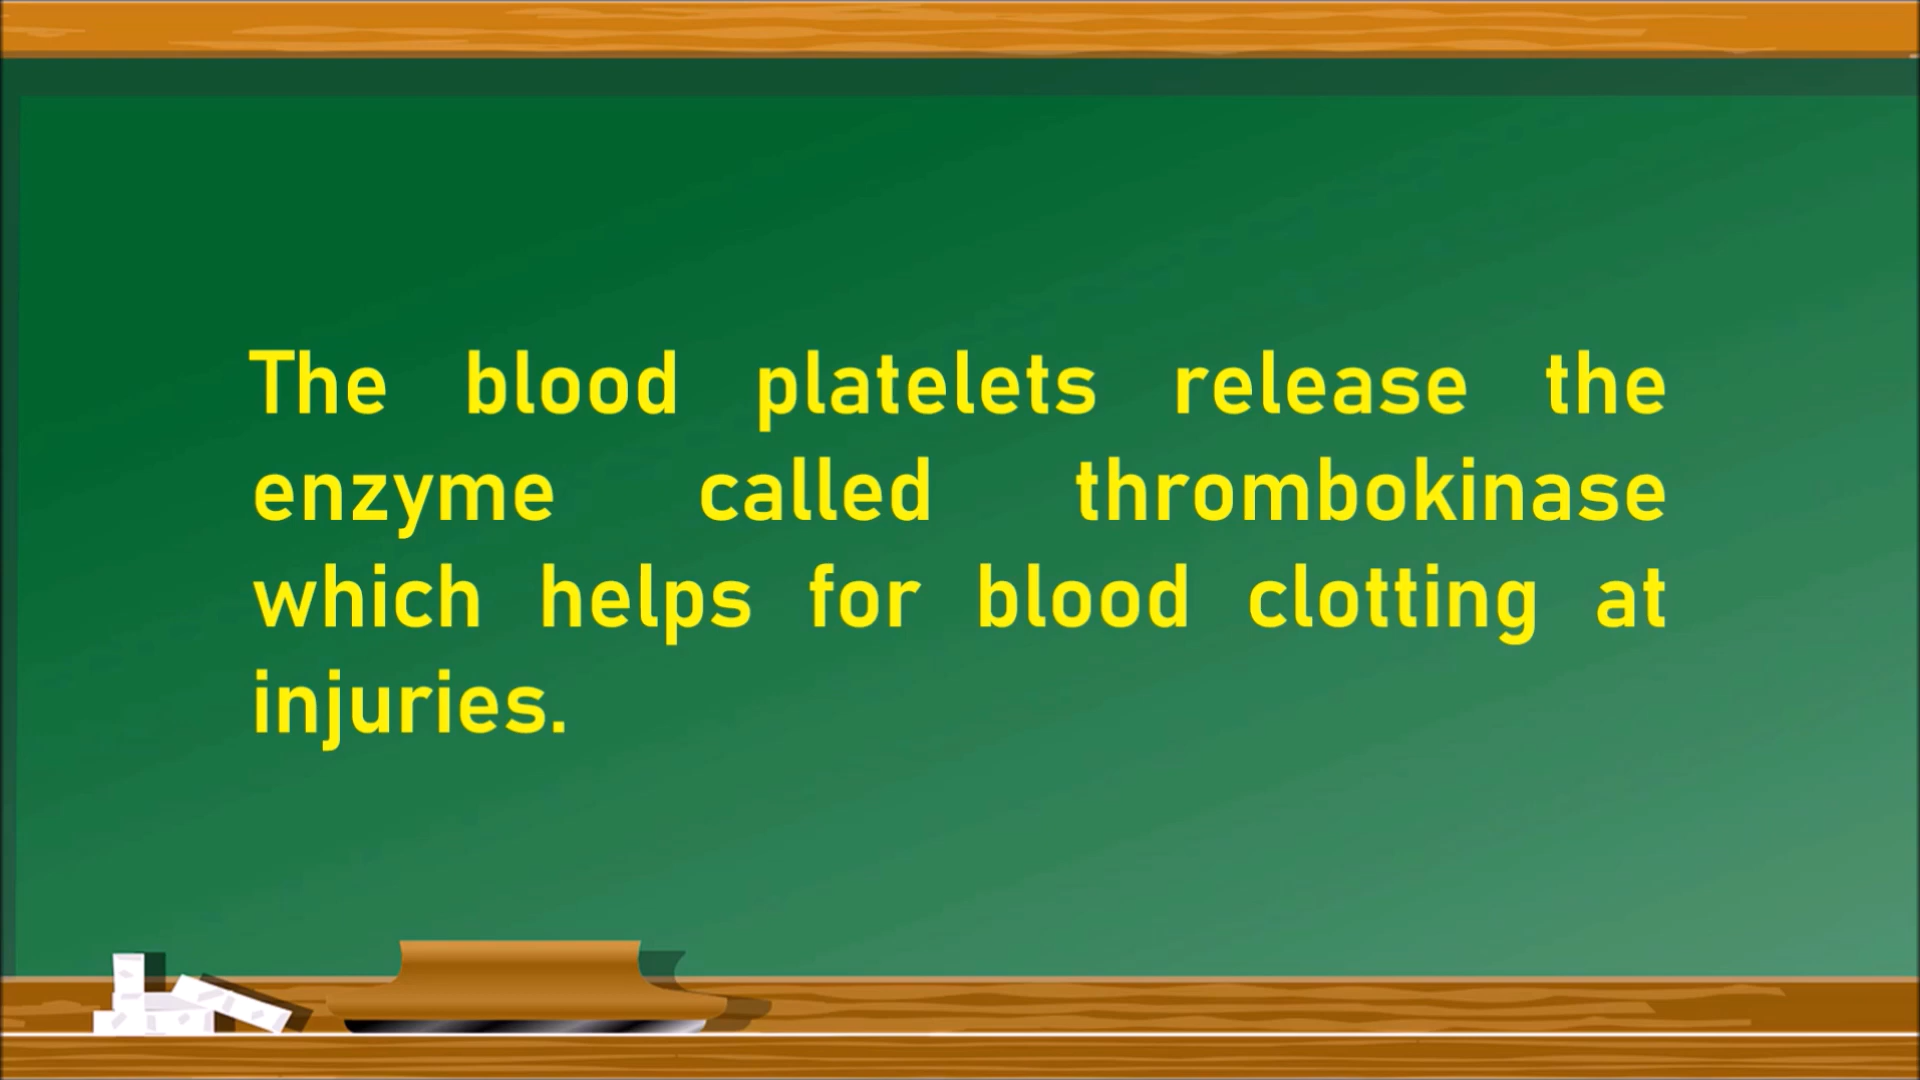 The blood platelets release the
enzyme called thrombokinase
which helps for blood clotting at
injuries.